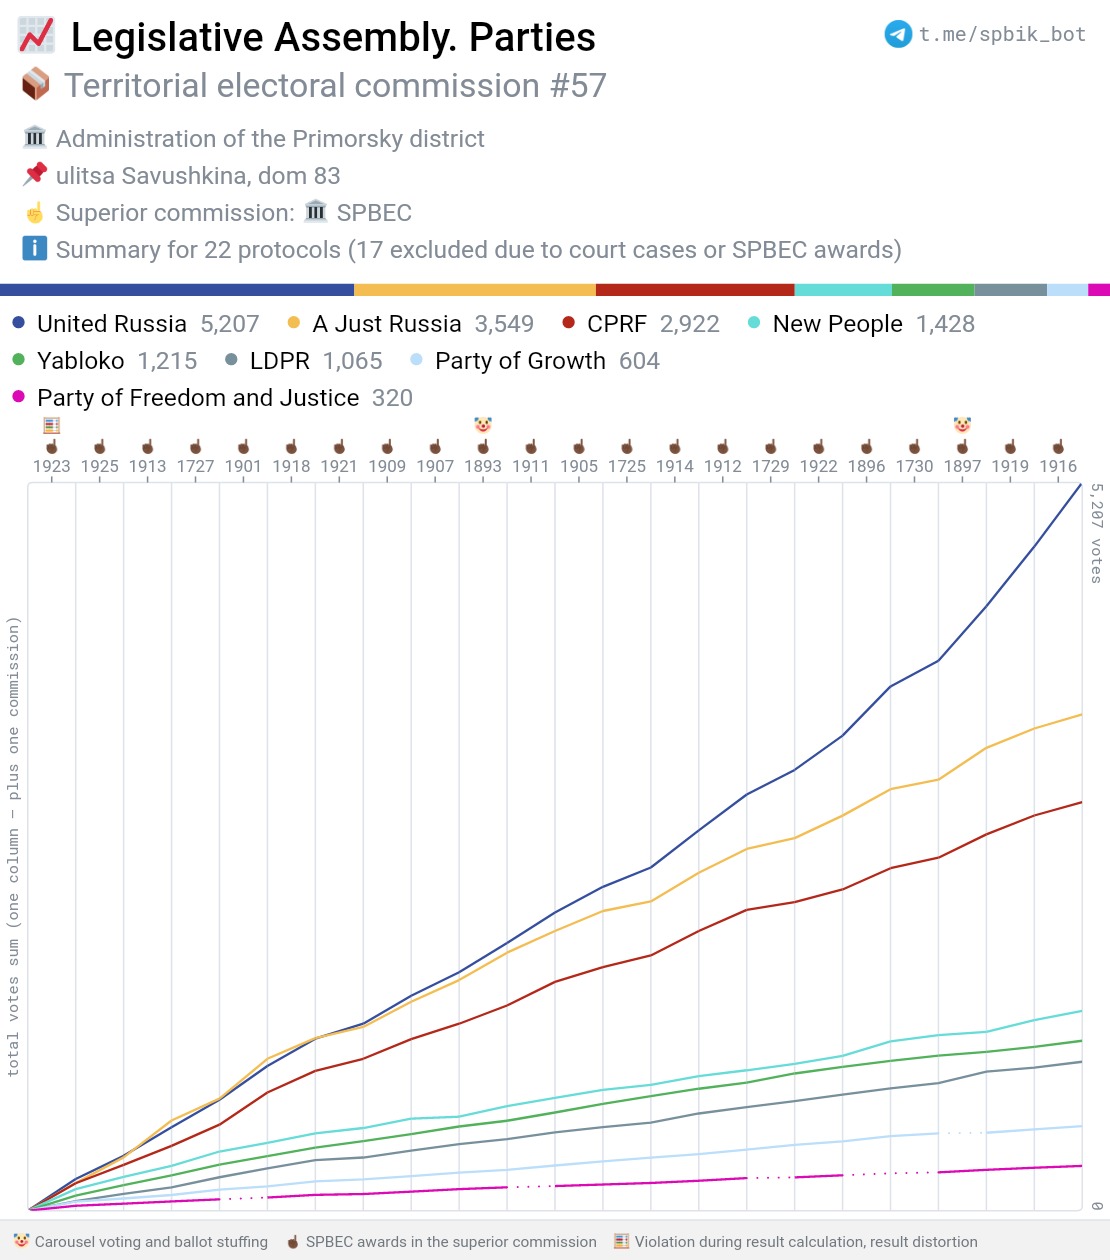 Legislative Assembly. Parties
t.me/spbik_bot
Territorial electoral commission #57
Administration of the Primorsky district
ulitsa Savushkina, dom 83
Superior commission: SPBEC
Summary for 22 protocols (17 excluded due to court cases or SPBEC awards)
United Russia 5,207 A Just Russia 3,549 CPRF 2,922 New People 1,428
Yabloko 1,215 LDPR 1,065 Party of Growth 604
Party of Freedom and Justice 320
1923 1925 1913 1727 1901 1918 1921 1909 1907 1893 1911 1905 1725 1914 1912 1729 1922 1896 1730 1897 1919 1916
5,207 votes
total votes sum (one column – plus one commission)
0
Carousel voting and ballot stuffing SPBEC awards in the superior commission Violation during result calculation, result distortion